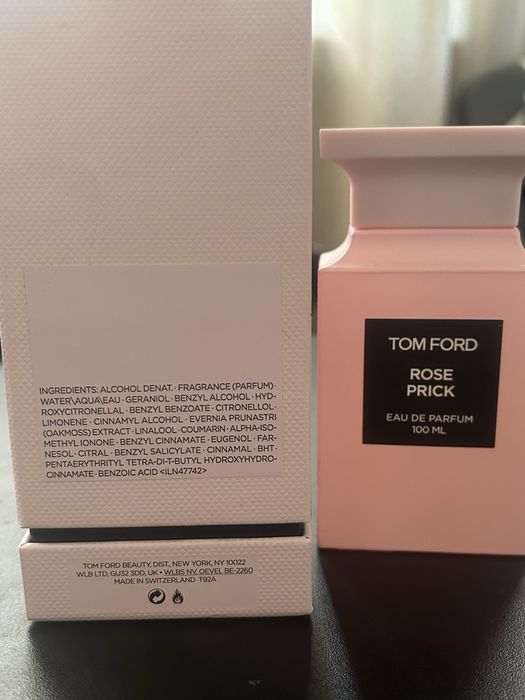 INGREDIENTS: ALCOHOL DENAT. · FRAGRANCE (PARFUM) ·
WATER\AQUA\EAU · GERANIOL · BENZYL ALCOHOL · HYD-
ROXYCITRONELLAL · BENZYL BENZOATE · CITRONELLOL ·
LIMONENE · CINNAMYL ALCOHOL · EVERNIA PRUNASTRI
(OAKMOSS) EXTRACT · LINALOOL · COUMARIN · ALPHA-ISO-
METHYL IONONE · BENZYL CINNAMATE · EUGENOL · FAR-
NESOL · CITRAL · BENZYL SALICYLATE · CINNAMAL · BHT ·
PENTAERYTHRITYL TETRA-DI-T-BUTYL HYDROXYHYDRO-
CINNAMATE · BENZOIC ACID <ILN47742>
TOM FORD BEAUTY, DIST., NEW YORK, NY 10022
WLB LTD, GU32 3DD, UK • WLBS NV, OEVEL BE-2260
MADE IN SWITZERLAND T92A
TOM FORD
ROSE
PRICK
EAU DE PARFUM
100 ML